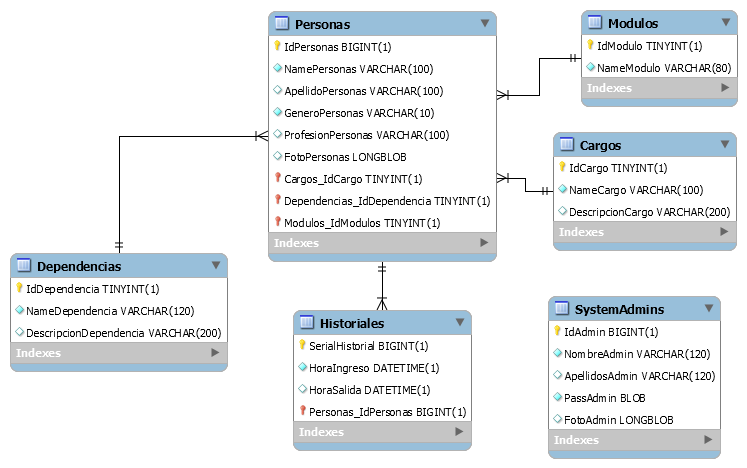 Personas
IdPersonas BIGINT(1)
NamePersonas VARCHAR(100)
ApellidoPersonas VARCHAR(100)
GeneroPersonas VARCHAR(10)
ProfesionPersonas VARCHAR(100)
FotoPersonas LONGBLOB
Cargos_IdCargo TINYINT(1)
Dependencias_IdDependencia TINYINT(1)
Modulos_IdModulos TINYINT(1)
Indexes
Modulos
IdModulo TINYINT(1)
NameModulo VARCHAR(80)
Indexes
Cargos
IdCargo TINYINT(1)
NameCargo VARCHAR(100)
DescripcionCargo VARCHAR(200)
Indexes
Dependencias
IdDependencia TINYINT(1)
NameDependencia VARCHAR(120)
DescripcionDependencia VARCHAR(200)
Indexes
Historiales
SerialHistorial BIGINT(1)
HoraIngreso DATETIME(1)
HoraSalida DATETIME(1)
Personas_IdPersonas BIGINT(1)
Indexes
SystemAdmins
IdAdmin BIGINT(1)
NombreAdmin VARCHAR(120)
ApellidosAdmin VARCHAR(120)
PassAdmin BLOB
FotoAdmin LONGBLOB
Indexes